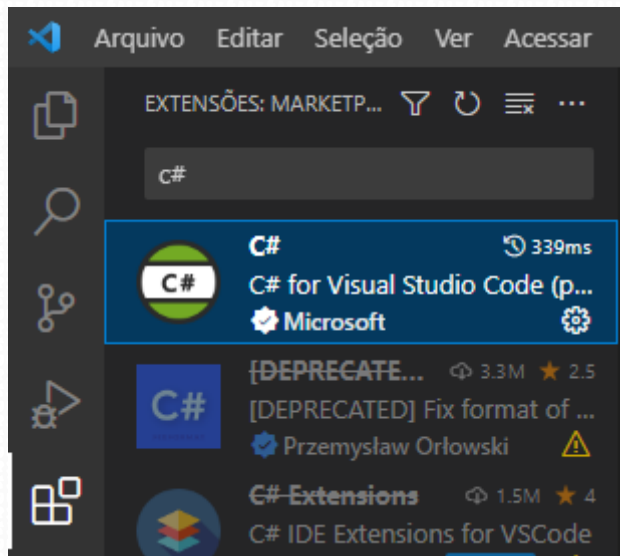 Arquivo Editar Seleção Ver Acessar
EXTENSÕES: MARKETP... ...
c#
C# 339ms
C#
C# for Visual Studio Code (p...
Microsoft
[DEPRECATE... 3.3M ★ 2.5
C#
[DEPRECATED] Fix format of ...
Przemysław Orłowski
C# Extensions 1.5M ★ 4
C# IDE Extensions for VSCode